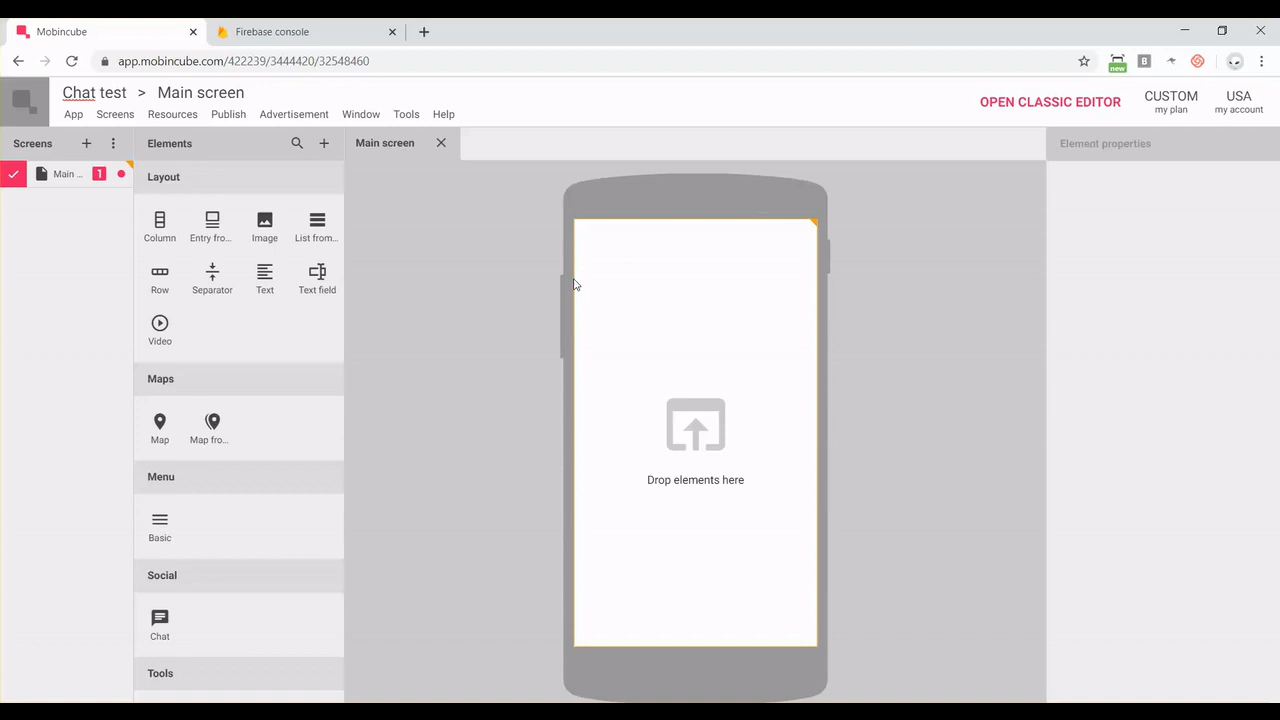 Mobincube
Firebase console
app.mobincube.com/422239/3444420/32548460
new
B
Chat test > Main screen
OPEN CLASSIC EDITOR
CUSTOM
my plan
USA
my account
App Screens Resources Publish Advertisement Window Tools Help
Screens
Elements
Main screen
Element properties
Main ...
1
Layout
Column Entry fro... Image List from...
Row Separator Text Text field
Video
Maps
Map Map fro...
Menu
Basic
Social
Chat
Tools
Drop elements here